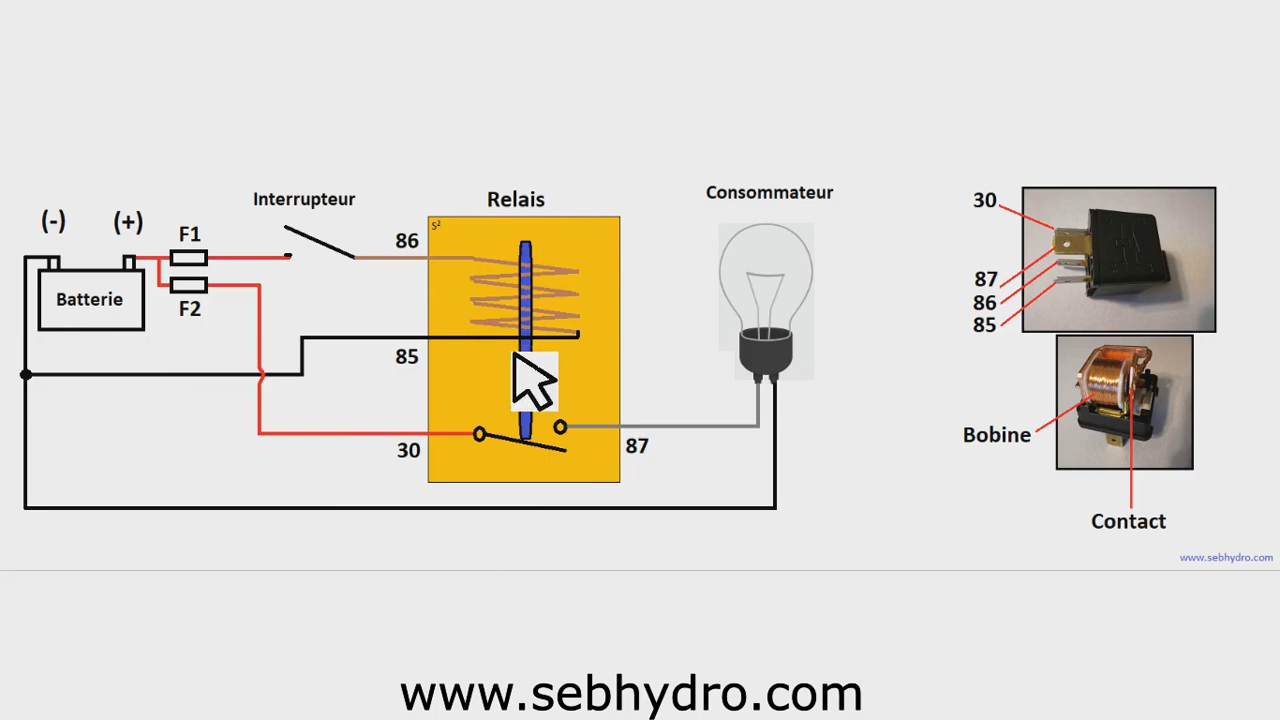 Interrupteur
Relais
Consommateur
(-)
(+)
F1
F2
Batterie
86
S²
85
30
87
30
87
86
85
Bobine
Contact
www.sebhydro.com
www.sebhydro.com